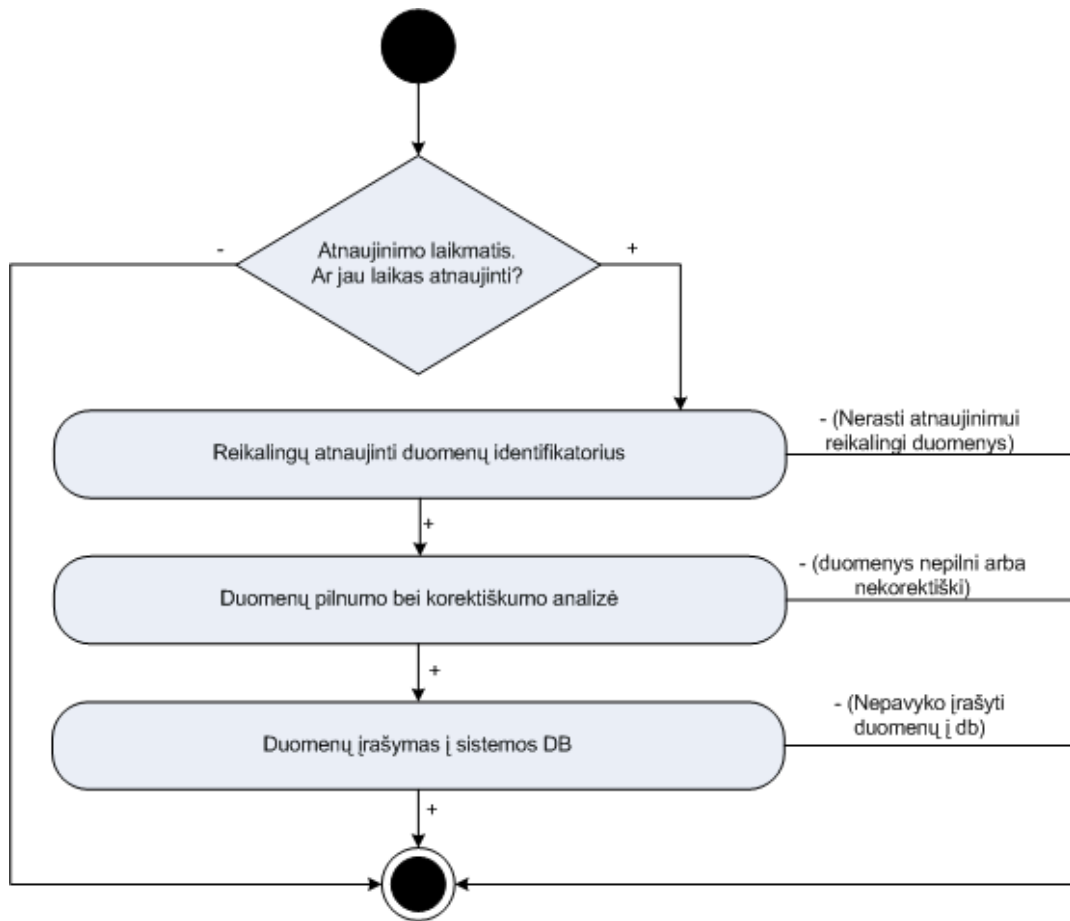 Atnaujinimo laikmatis.
Ar jau laikas atnaujinti?
-
+
Reikalingų atnaujinti duomenų identifikatorius
- (Nerasti atnaujinimui
reikalingi duomenys)
+
Duomenų pilnumo bei korektiškumo analizė
- (duomenys nepilni arba
nekorektiški)
+
Duomenų įrašymas į sistemos DB
- (Nepavyko įrašyti
duomenų į db)
+